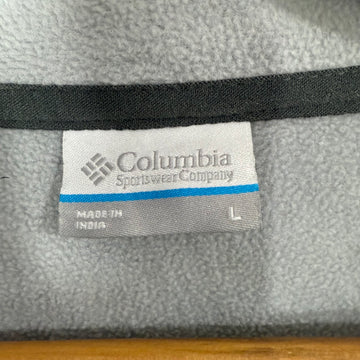 Columbia
Sportswear Company
MADE IN
INDIA
L